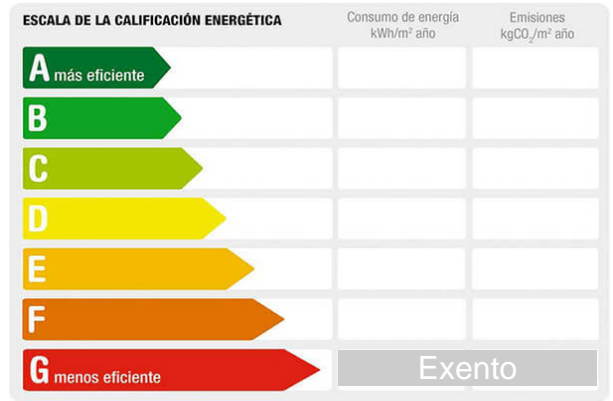 ESCALA DE LA CALIFICACIÓN ENERGÉTICA
Consumo de energía
kWh/m² año
Emisiones
kgCO₂/m² año
A más eficiente
B
C
D
E
F
G menos eficiente
Exento